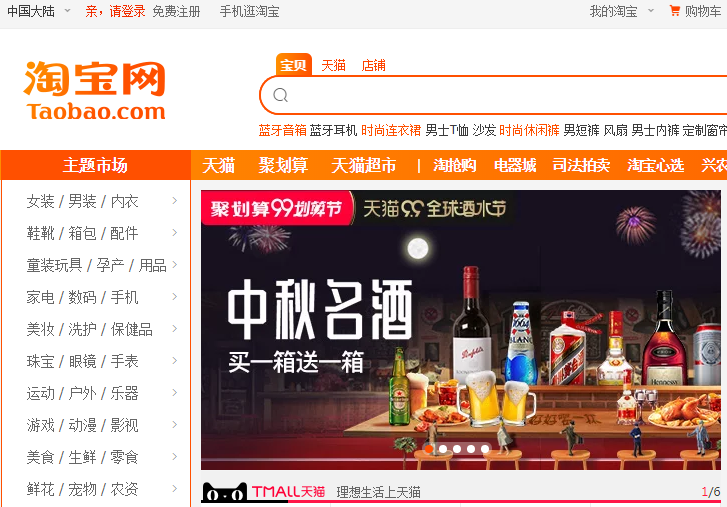 中国大陆 亲，请登录 免费注册 手机逛淘宝 我的淘宝 购物车
淘宝网
Taobao.com
宝贝 天猫 店铺
蓝牙音箱 蓝牙耳机 时尚连衣裙 男士T恤 沙发 时尚休闲裤 男短裤 风扇 男士内裤 定制窗帘
主题市场 天猫 聚划算 天猫超市 | 淘抢购 电器城 司法拍卖 淘宝心选 兴农
女装 / 男装 / 内衣
鞋靴 / 箱包 / 配件
童装玩具 / 孕产 / 用品
家电 / 数码 / 手机
美妆 / 洗护 / 保健品
珠宝 / 眼镜 / 手表
运动 / 户外 / 乐器
游戏 / 动漫 / 影视
美食 / 生鲜 / 零食
鲜花 / 宠物 / 农资
聚划算 99划算节 天猫99全球酒水节
中秋名酒
买一箱送一箱
Penfolds
1664
BLANC
Hennessy
TMALL天猫 理想生活上天猫 1/6